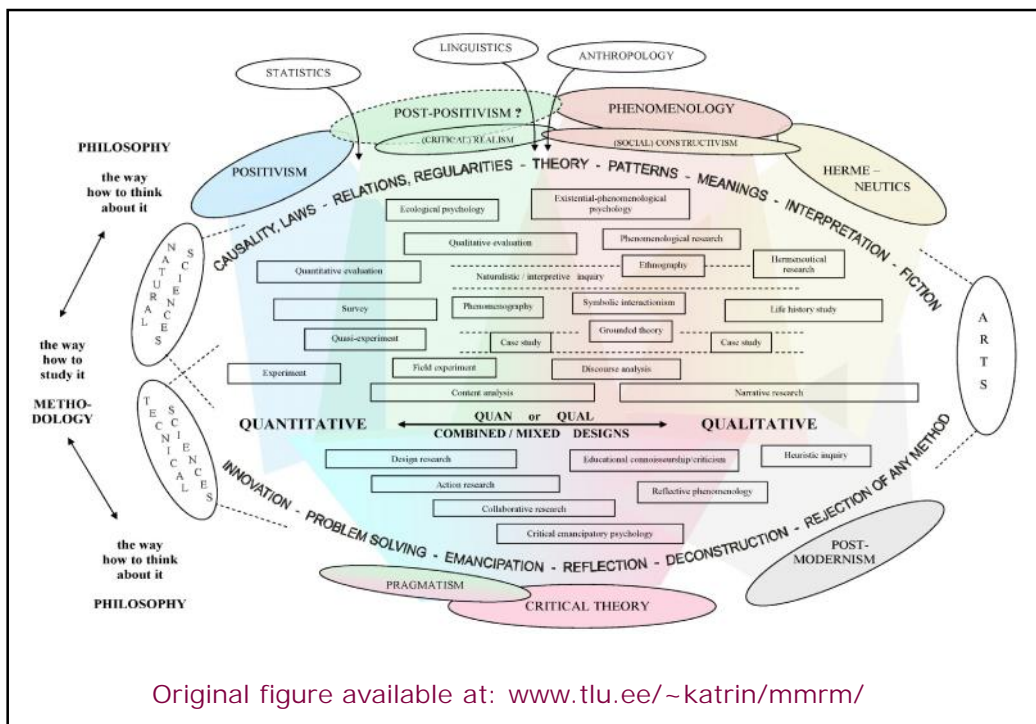 LINGUISTICS
ANTHROPOLOGY
STATISTICS
POST-POSITIVISM ?
PHENOMENOLOGY
(CRITICAL) REALISM
(SOCIAL) CONSTRUCTIVISM
PHILOSOPHY
the way
how to think
about it
POSITIVISM
HERME –
NEUTICS
CAUSALITY, LAWS - RELATIONS, REGULARITIES - THEORY - PATTERNS - MEANINGS - INTERPRETATION - FICTION
Ecological psychology
Existential-phenomenological
psychology
Qualitative evaluation
Phenomenological research
NATURAL
SCIENCES
Quantitative evaluation
Naturalistic / interpretive inquiry
Ethnography
Hermeneutical
research
Survey
Phenomenography
Symbolic interactionism
Life history study
Quasi-experiment
Case study
Grounded theory
Case study
ARTS
the way
how to
study it
METHO-
DOLOGY
Experiment
Field experiment
Discourse analysis
Content analysis
Narrative research
TECNICAL
SCIENCES
QUANTITATIVE
QUAN or QUAL
COMBINED / MIXED DESIGNS
QUALITATIVE
Design research
Educational connoisseurship/criticism
Heuristic inquiry
Action research
Reflective phenomenology
Collaborative research
Critical emancipatory psychology
INNOVATION - PROBLEM SOLVING - EMANCIPATION - REFLECTION - DECONSTRUCTION - REJECTION OF ANY METHOD
the way
how to think
about it
PHILOSOPHY
POST-
MODERNISM
PRAGMATISM
CRITICAL THEORY
Original figure available at: www.tlu.ee/~katrin/mmrm/